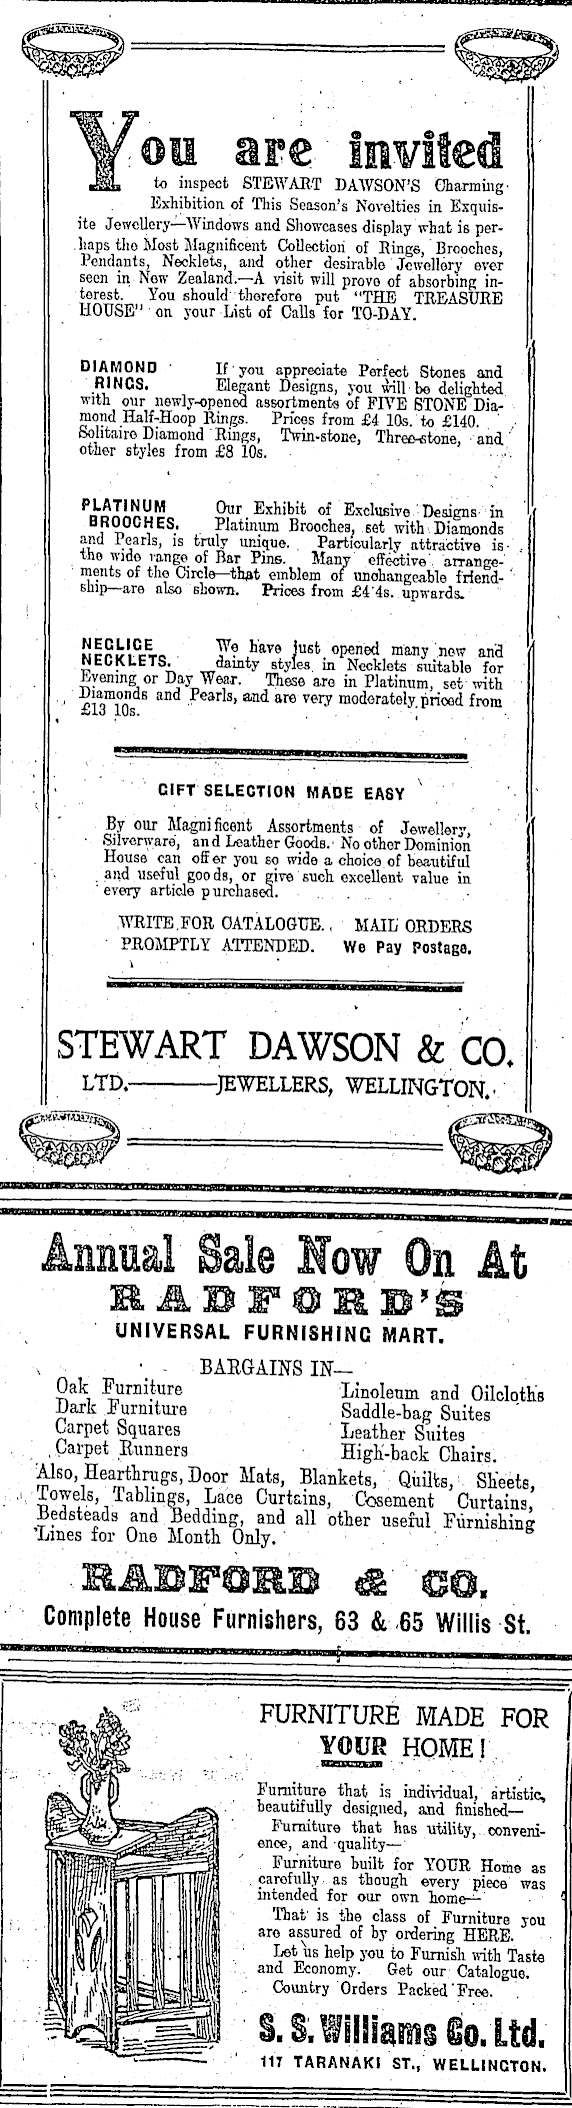 You are invited
to inspect STEWART DAWSON'S Charming
Exhibition of This Season's Novelties in Exquis-
ite Jewellery—Windows and Showcases display what is per-
haps the Most Magnificent Collection of Rings, Brooches,
Pendants, Necklets, and other desirable Jewellery ever
seen in New Zealand.—A visit will prove of absorbing in-
terest. You should therefore put "THE TREASURE
HOUSE" on your List of Calls for TO-DAY.
DIAMOND RINGS. If you appreciate Perfect Stones and
Elegant Designs, you will be delighted
with our newly-opened assortments of FIVE STONE Dia-
mond Half-Hoop Rings. Prices from £4 10s. to £140.
Solitaire Diamond Rings, Twin-stone, Three-stone, and
other styles from £8 10s.
PLATINUM BROOCHES. Our Exhibit of Exclusive Designs in
Platinum Brooches, set with Diamonds
and Pearls, is truly unique. Particularly attractive is
the wide range of Bar Pins. Many effective arrange-
ments of the Circle—that emblem of unchangeable friend-
ship—are also shown. Prices from £4 4s. upwards.
NEGLIGE NECKLETS. We have just opened many new and
dainty styles in Necklets suitable for
Evening or Day Wear. These are in Platinum, set with
Diamonds and Pearls, and are very moderately priced from
£13 10s.
GIFT SELECTION MADE EASY
By our Magnificent Assortments of Jewellery,
Silverware, and Leather Goods. No other Dominion
House can offer you so wide a choice of beautiful
and useful goods, or give such excellent value in
every article purchased.
WRITE FOR CATALOGUE. MAIL ORDERS
PROMPTLY ATTENDED. We Pay Postage.
STEWART DAWSON & CO.
LTD.———JEWELLERS, WELLINGTON.
Annual Sale Now On At
RADFORD'S
UNIVERSAL FURNISHING MART.
BARGAINS IN—
Oak Furniture Linoleum and Oilcloths
Dark Furniture Saddle-bag Suites
Carpet Squares Leather Suites
Carpet Runners High-back Chairs.
Also, Hearthrugs, Door Mats, Blankets, Quilts, Sheets,
Towels, Tablings, Lace Curtains, Cosement Curtains,
Bedsteads and Bedding, and all other useful Furnishing
Lines for One Month Only.
RADFORD & CO.
Complete House Furnishers, 63 & 65 Willis St.
FURNITURE MADE FOR
YOUR HOME!
Furniture that is individual, artistic,
beautifully designed, and finished—
Furniture that has utility, conveni-
ence, and quality—
Furniture built for YOUR Home as
carefully as though every piece was
intended for our own home—
That is the class of Furniture you
are assured of by ordering HERE.
Let us help you to Furnish with Taste
and Economy. Get our Catalogue.
Country Orders Packed Free.
S. S. Williams Co. Ltd.
117 TARANAKI ST., WELLINGTON.